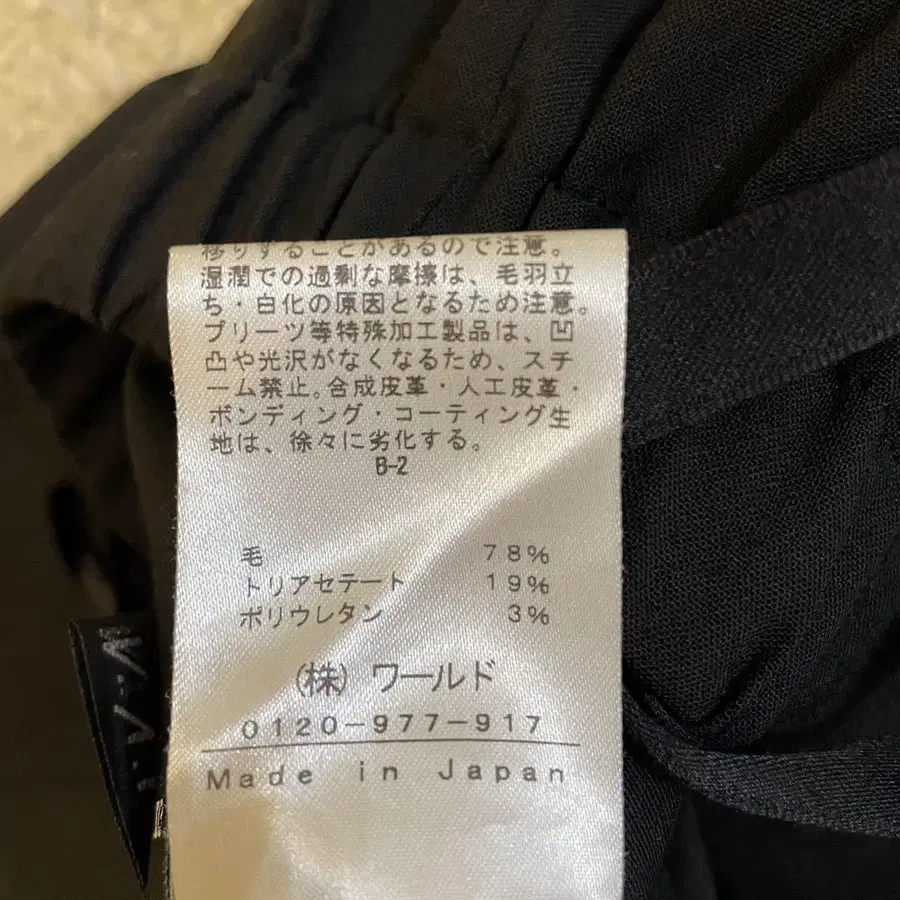 移りすることがあるので注意。
湿潤での過剰な摩擦は、毛羽立
ち・白化の原因となるため注意。
プリーツ等特殊加工製品は、凹
凸や光沢がなくなるため、スチ
ーム禁止。合成皮革・人工皮革・
ボンディング・コーティング生
地は、徐々に劣化する。
B-2
毛 78%
トリアセテート 19%
ポリウレタン 3%
(株) ワールド
0120-977-917
Made in Japan